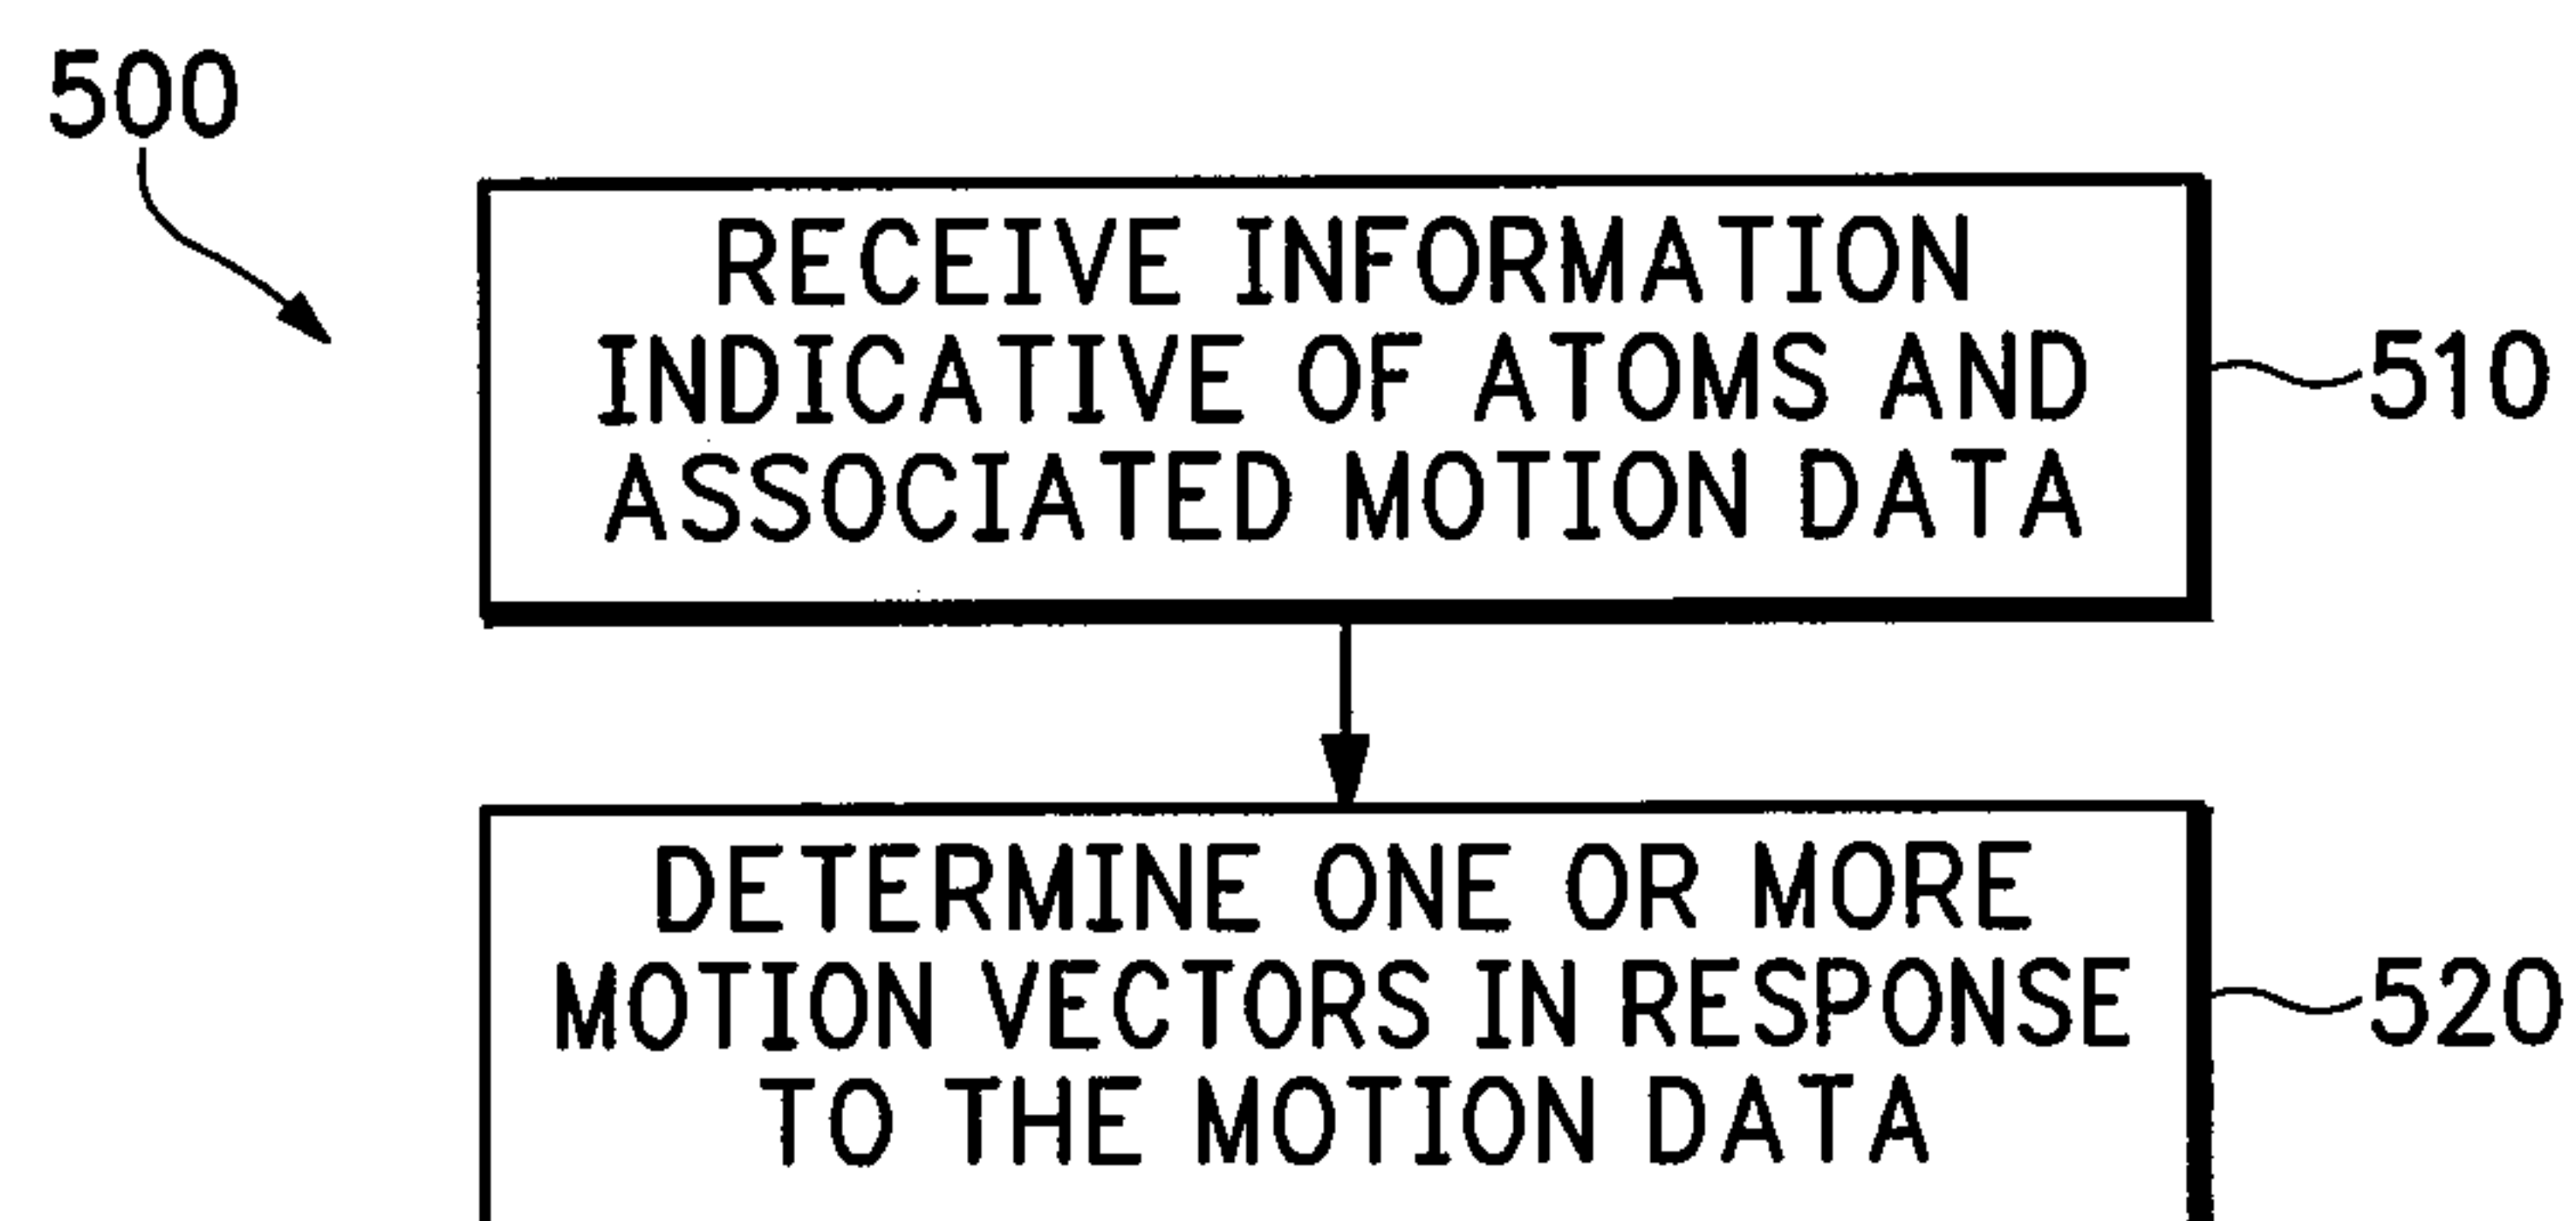 500
RECEIVE INFORMATION
INDICATIVE OF ATOMS AND
ASSOCIATED MOTION DATA
510
DETERMINE ONE OR MORE
MOTION VECTORS IN RESPONSE
TO THE MOTION DATA
520